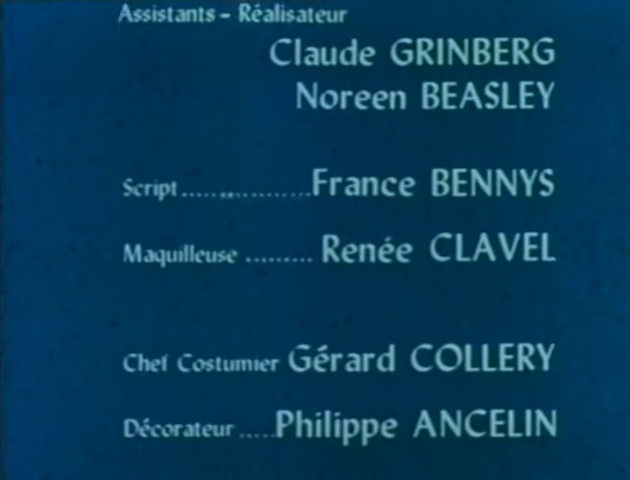 Assistants - Réalisateur
Claude GRINBERG
Noreen BEASLEY
Script..................France BENNYS
Maquilleuse ......... Renée CLAVEL
Chef Costumier Gérard COLLERY
Décorateur.....Philippe ANCELIN